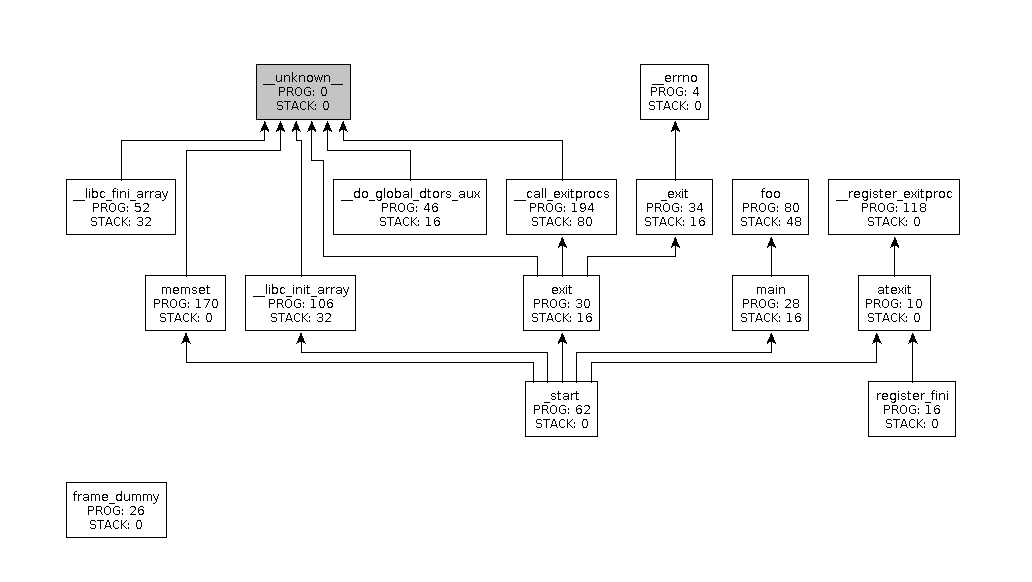 __unknown__
PROG: 0
STACK: 0
__errno
PROG: 4
STACK: 0
__libc_fini_array
PROG: 52
STACK: 32
__do_global_dtors_aux
PROG: 46
STACK: 16
__call_exitprocs
PROG: 194
STACK: 80
_exit
PROG: 34
STACK: 16
foo
PROG: 80
STACK: 48
__register_exitproc
PROG: 118
STACK: 0
memset
PROG: 170
STACK: 0
__libc_init_array
PROG: 106
STACK: 32
exit
PROG: 30
STACK: 16
main
PROG: 28
STACK: 16
atexit
PROG: 10
STACK: 0
_start
PROG: 62
STACK: 0
register_fini
PROG: 16
STACK: 0
frame_dummy
PROG: 26
STACK: 0